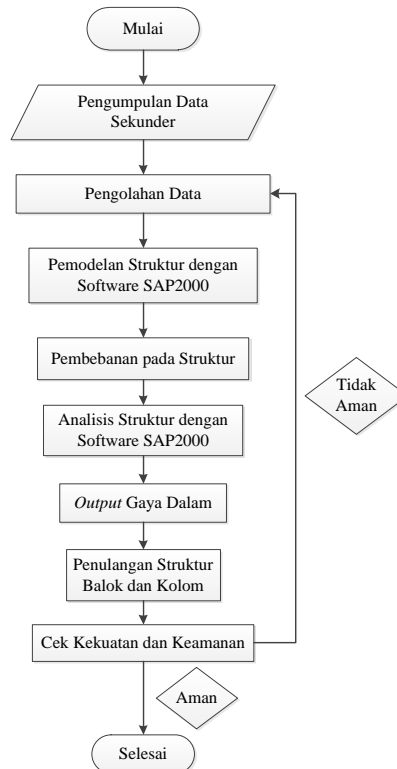 Mulai
Pengumpulan Data
Sekunder
Pengolahan Data
Pemodelan Struktur dengan
Software SAP2000
Pembebanan pada Struktur
Tidak
Aman
Analisis Struktur dengan
Software SAP2000
Output Gaya Dalam
Penulangan Struktur
Balok dan Kolom
Cek Kekuatan dan Keamanan
Aman
Selesai